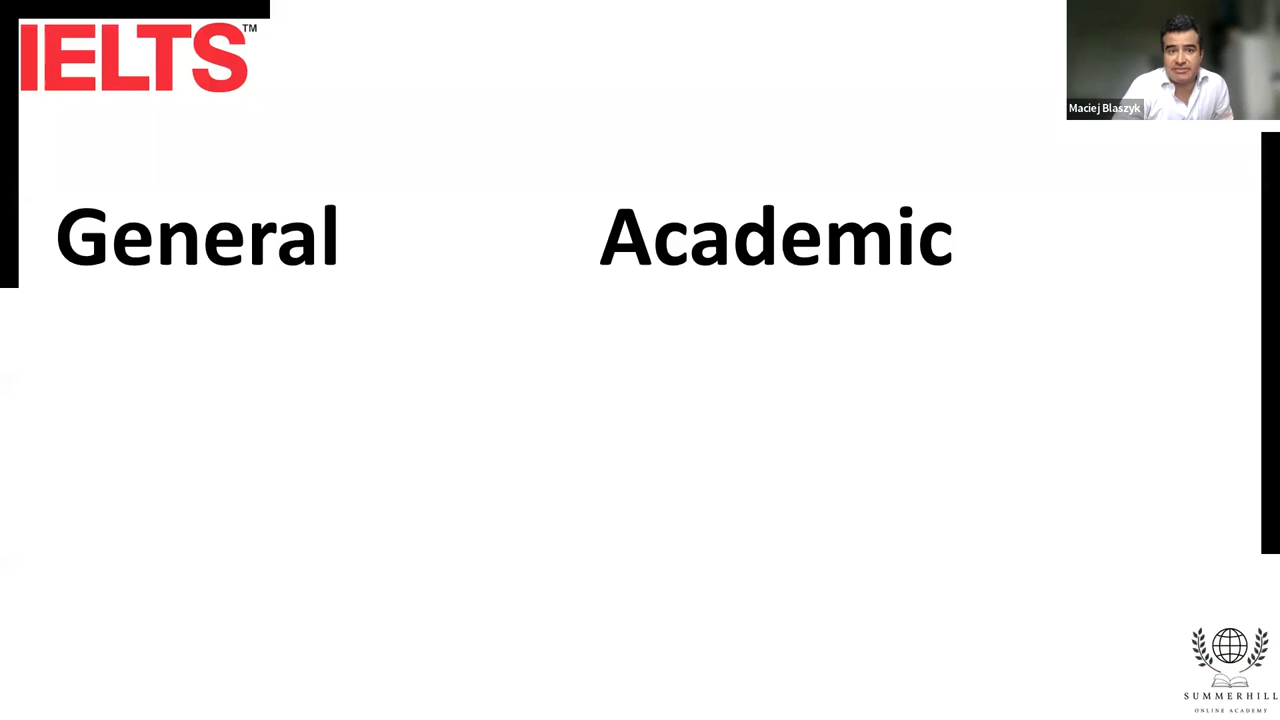 IELTS™
Maciej Blaszyk
General
Academic
SUMMERHILL
ONLINE ACADEMY